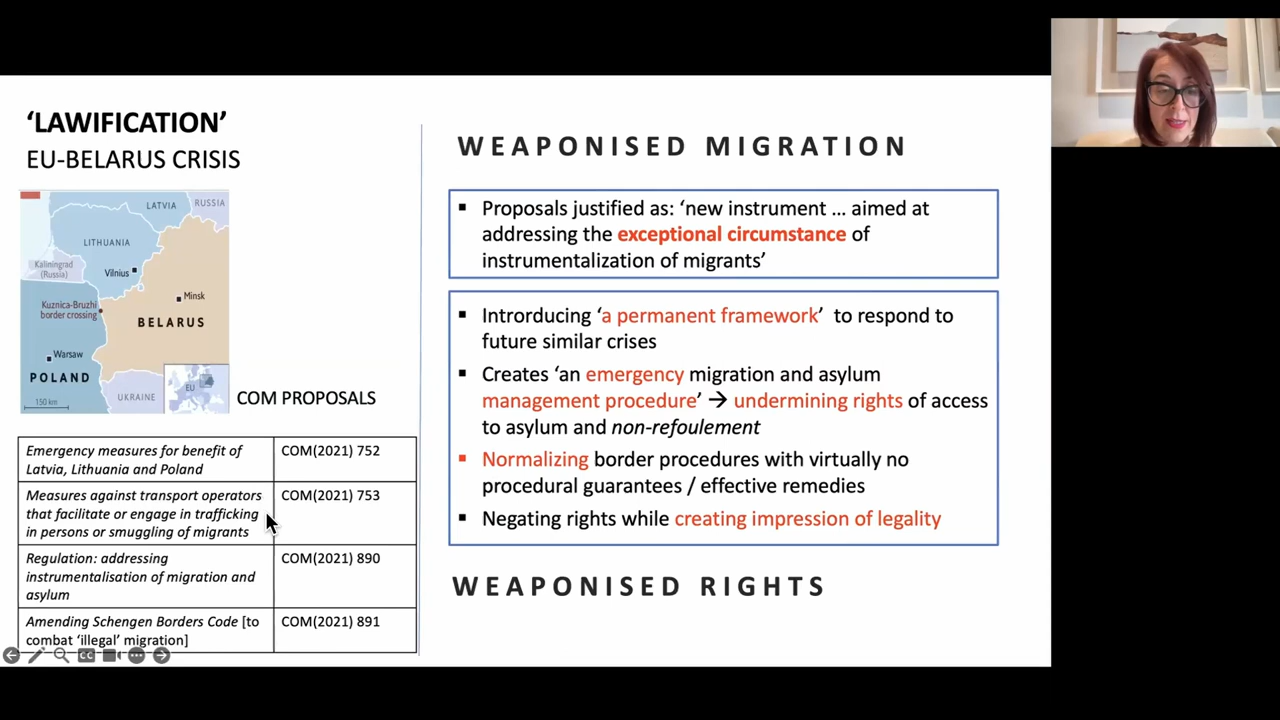 ‘LAWIFICATION’
EU-BELARUS CRISIS
LATVIA
RUSSIA
LITHUANIA
Kaliningrad
(Russia)
Vilnius
Minsk
Kuznica-Bruzhi
border crossing
BELARUS
Warsaw
POLAND
EU
UKRAINE
150 km
COM PROPOSALS
Emergency measures for benefit of
Latvia, Lithuania and Poland
COM(2021) 752
Measures against transport operators
that facilitate or engage in trafficking
in persons or smuggling of migrants
COM(2021) 753
Regulation: addressing
instrumentalisation of migration and
asylum
COM(2021) 890
Amending Schengen Borders Code [to
combat ‘illegal’ migration]
COM(2021) 891
CC
WEAPONISED MIGRATION
▪ Proposals justified as: ‘new instrument ... aimed at
addressing the exceptional circumstance of
instrumentalization of migrants’
▪ Introducing ‘a permanent framework’ to respond to
future similar crises
▪ Creates ‘an emergency migration and asylum
management procedure’ → undermining rights of access
to asylum and non-refoulement
▪ Normalizing border procedures with virtually no
procedural guarantees / effective remedies
▪ Negating rights while creating impression of legality
WEAPONISED RIGHTS